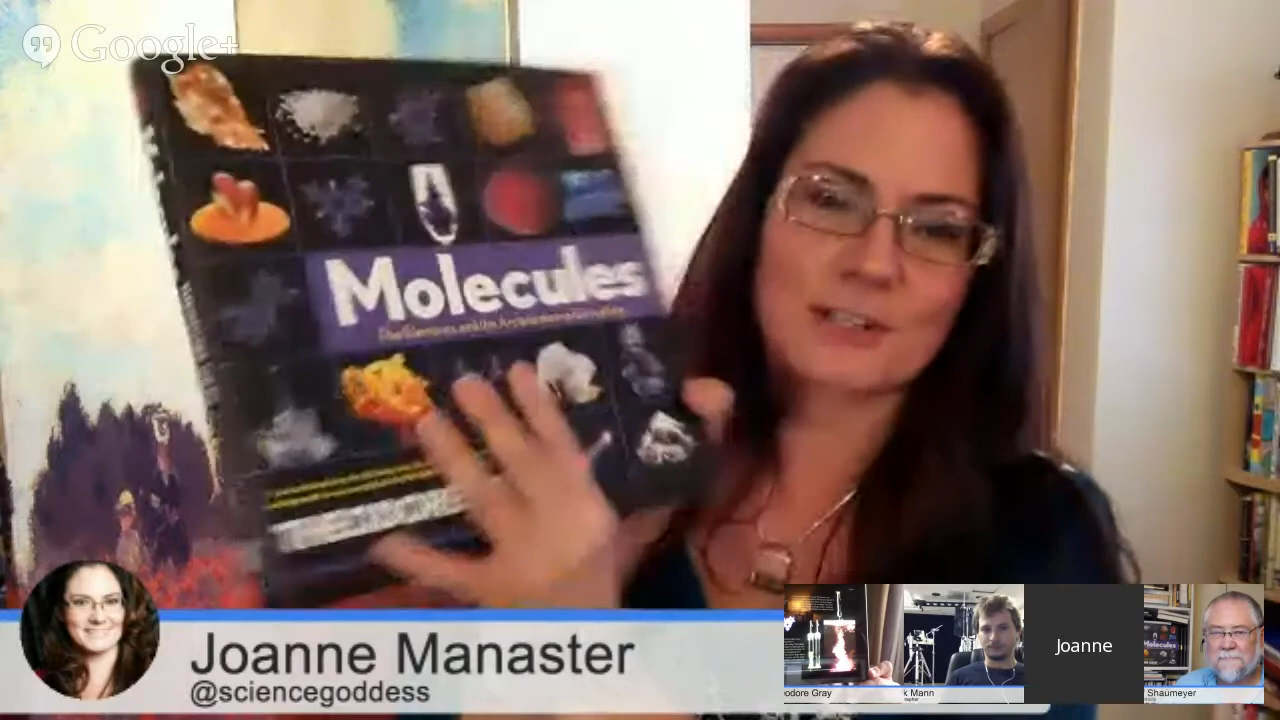 Google+
Molecules
Joanne Manaster
@sciencegoddess
odore Gray
k Mann
Joanne
Molecules
Shaumeyer